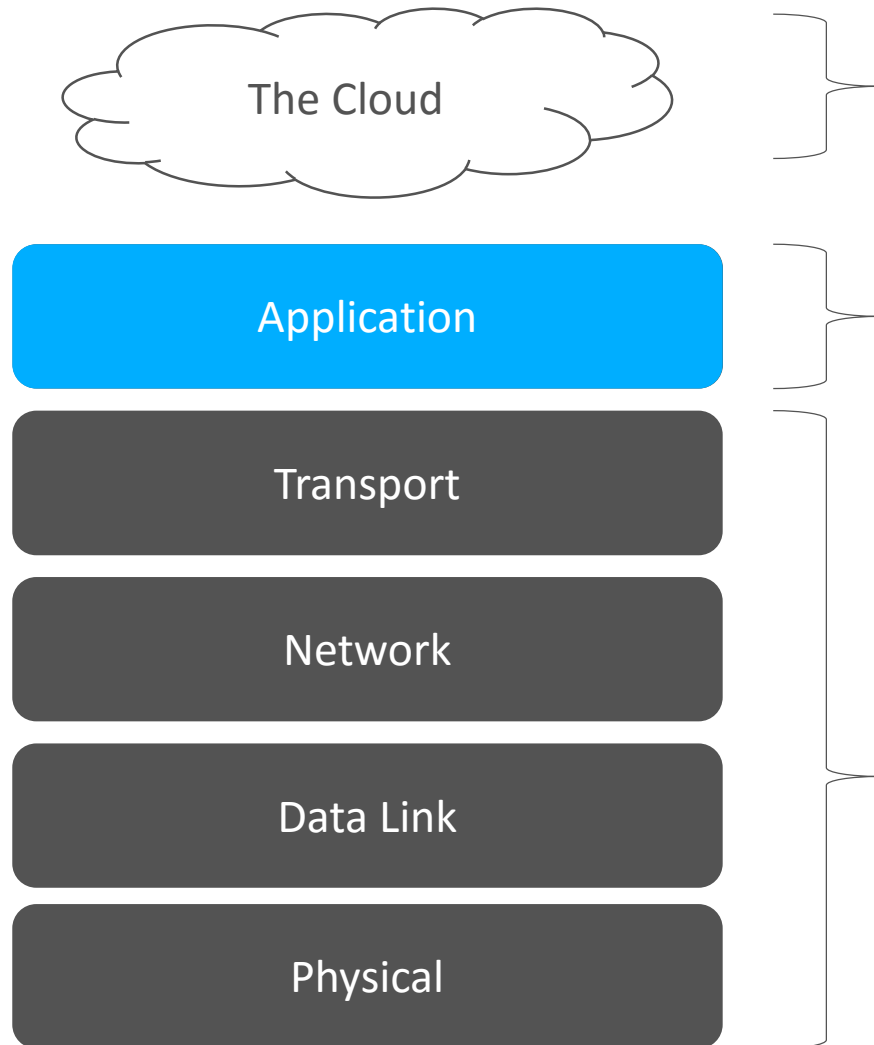 The Cloud
Application
Transport
Network
Data Link
Physical